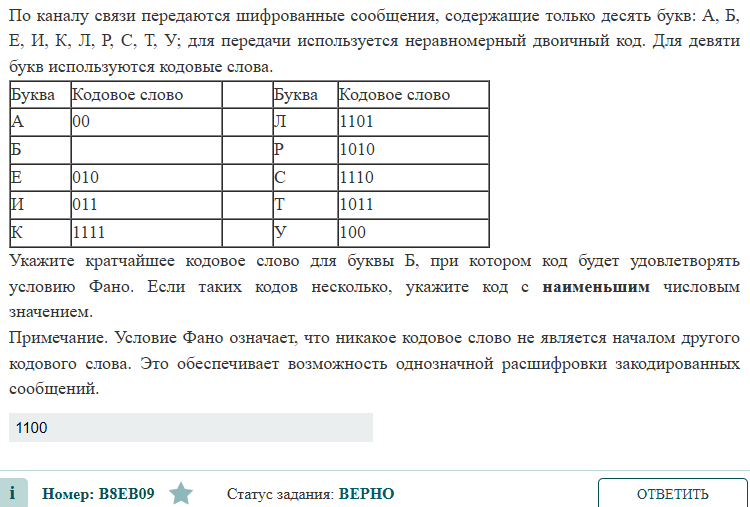 По каналу связи передаются шифрованные сообщения, содержащие только десять букв: А, Б,
Е, И, К, Л, Р, С, Т, У; для передачи используется неравномерный двоичный код. Для девяти
букв используются кодовые слова.
Буква Кодовое слово Буква Кодовое слово
А 00 Л 1101
Б Р 1010
Е 010 С 1110
И 011 Т 1011
К 1111 У 100
Укажите кратчайшее кодовое слово для буквы Б, при котором код будет удовлетворять
условию Фано. Если таких кодов несколько, укажите код с наименьшим числовым
значением.
Примечание. Условие Фано означает, что никакое кодовое слово не является началом другого
кодового слова. Это обеспечивает возможность однозначной расшифровки закодированных
сообщений.
1100
i Номер: B8EB09 Статус задания: ВЕРНО ОТВЕТИТЬ